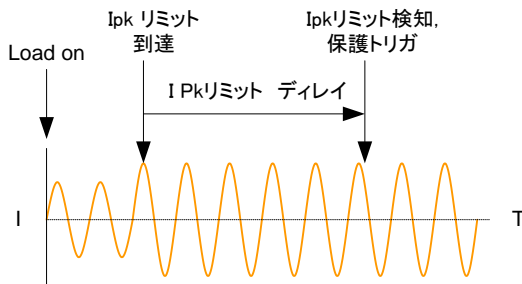 Ipk リミット
到達
Ipkリミット検知,
保護トリガ
Load on
I Pkリミット ディレイ
I
T